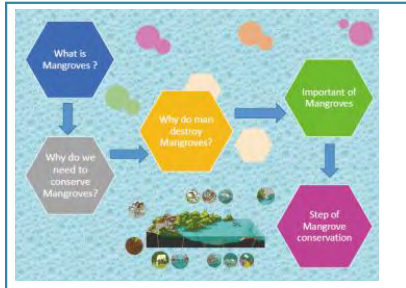 What is
Mangroves ?
Why do we
need to
conserve
Mangroves?
Why do man
destroy
Mangroves?
Important of
Mangroves
Step of
Mangrove
conservation